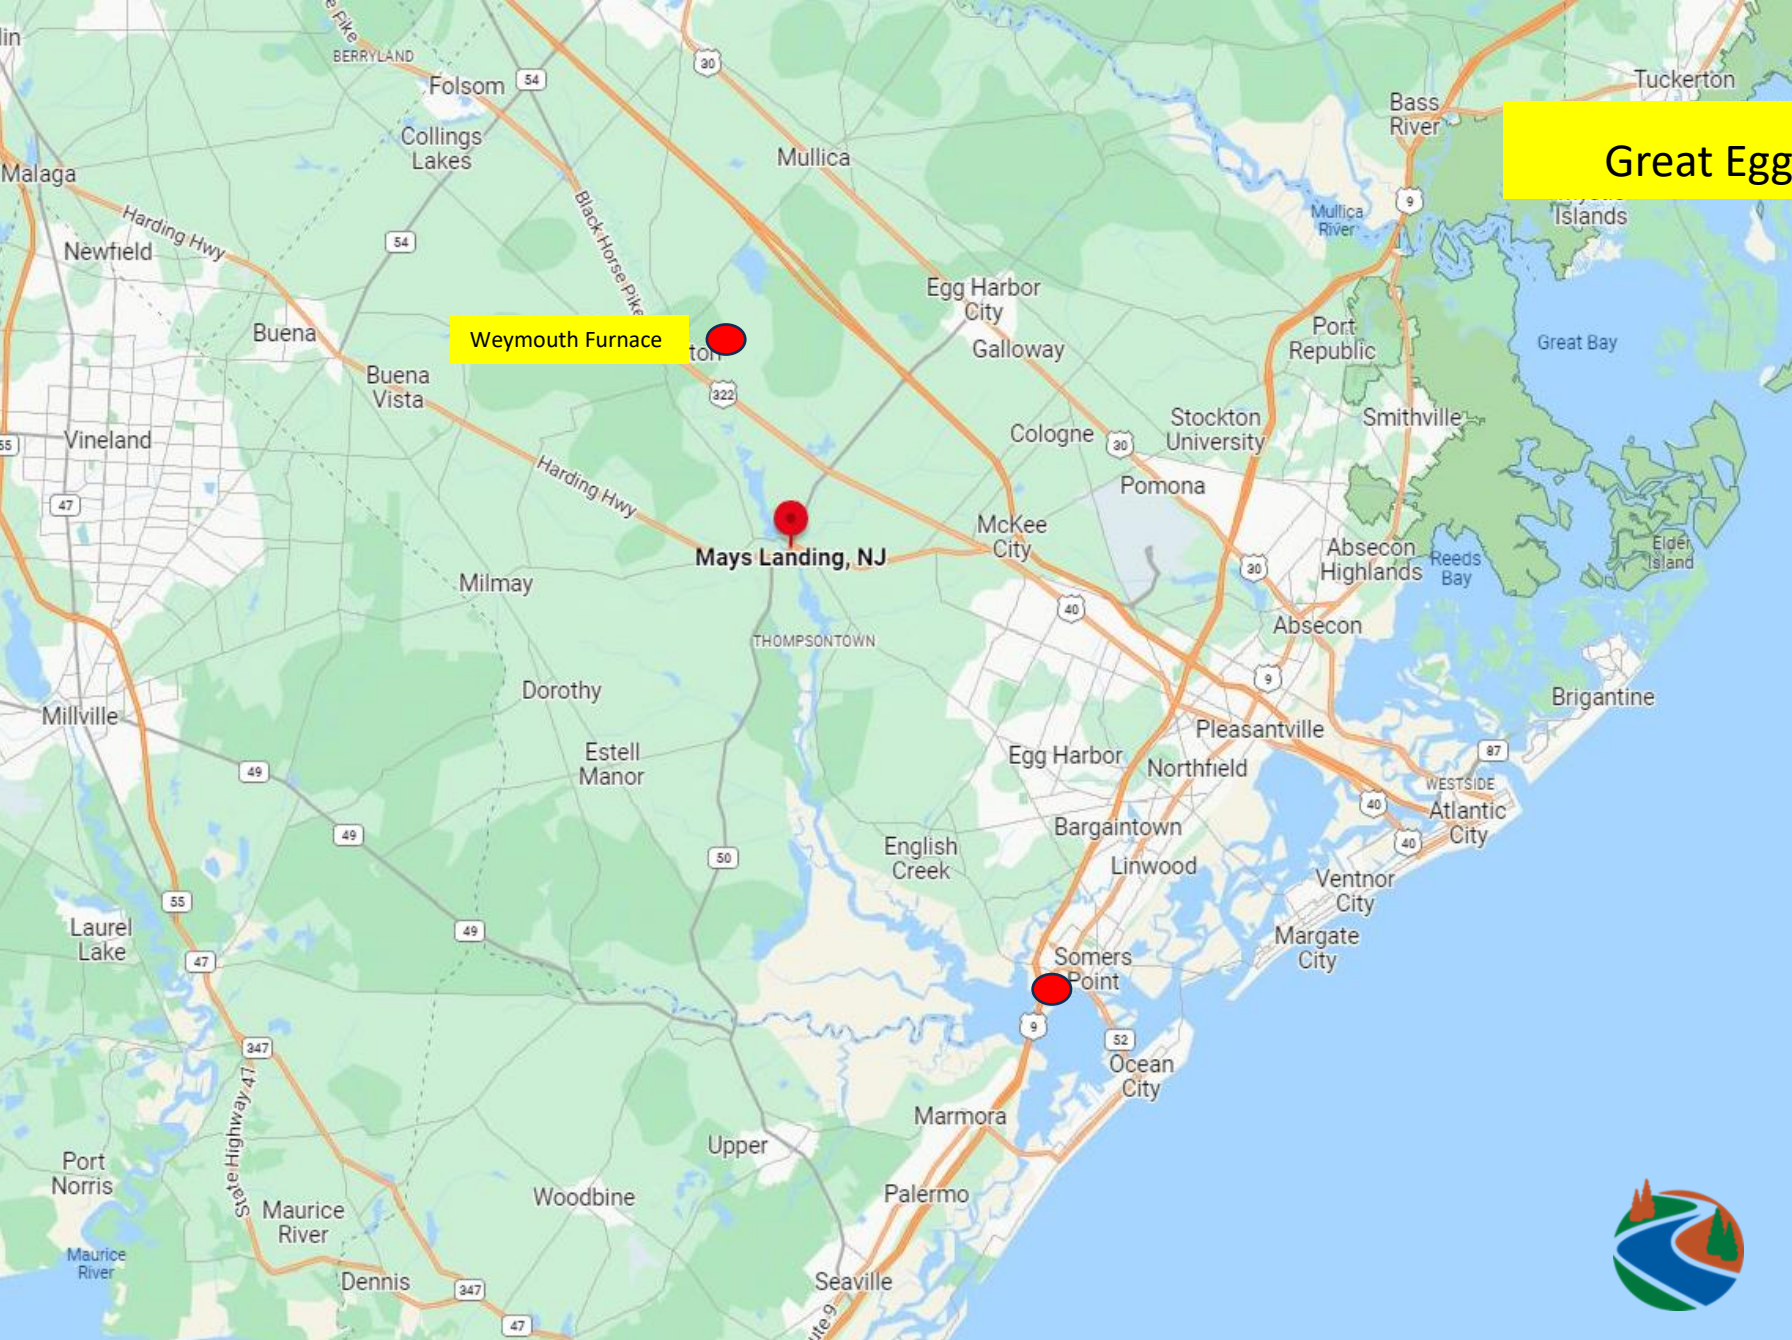 lin
e Pike
BERRYLAND
Folsom
54
30
Tuckerton
Bass
River
Collings
Lakes
Mullica
Great Egg
Malaga
Harding Hwy
Black Horse Pike
9
Mullica
River
Islands
Newfield
54
Egg Harbor
City
Buena
Weymouth Furnace
ton
Galloway
Port
Republic
Great Bay
Buena
Vista
322
Stockton
University
Smithville
55
Vineland
Cologne
30
Harding Hwy
Pomona
47
McKee
City
Mays Landing, NJ
Absecon
Highlands
Reeds
Bay
Elder
Island
30
Milmay
40
Absecon
THOMPSONTOWN
Dorothy
9
Brigantine
Millville
Pleasantville
Estell
Manor
Egg Harbor
Northfield
87
49
WESTSIDE
40
Atlantic
City
49
Bargaintown
40
English
Creek
Linwood
50
Ventnor
City
55
Laurel
Lake
49
Margate
City
47
Somers
Point
9
52
347
Ocean
City
State Highway 47
Marmora
Upper
Port
Norris
Woodbine
Palermo
Maurice
River
Maurice
River
Dennis
347
Seaville
47
ute 9